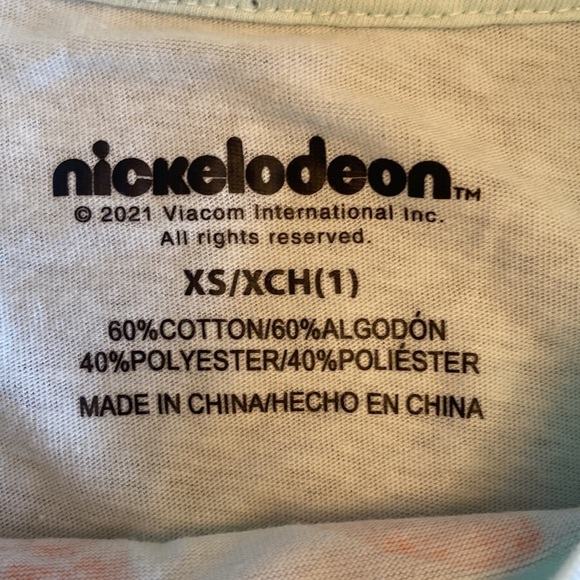 nickelodeon™
© 2021 Viacom International Inc.
All rights reserved.
XS/XCH(1)
60%COTTON/60%ALGODÓN
40%POLYESTER/40%POLIÉSTER
MADE IN CHINA/HECHO EN CHINA